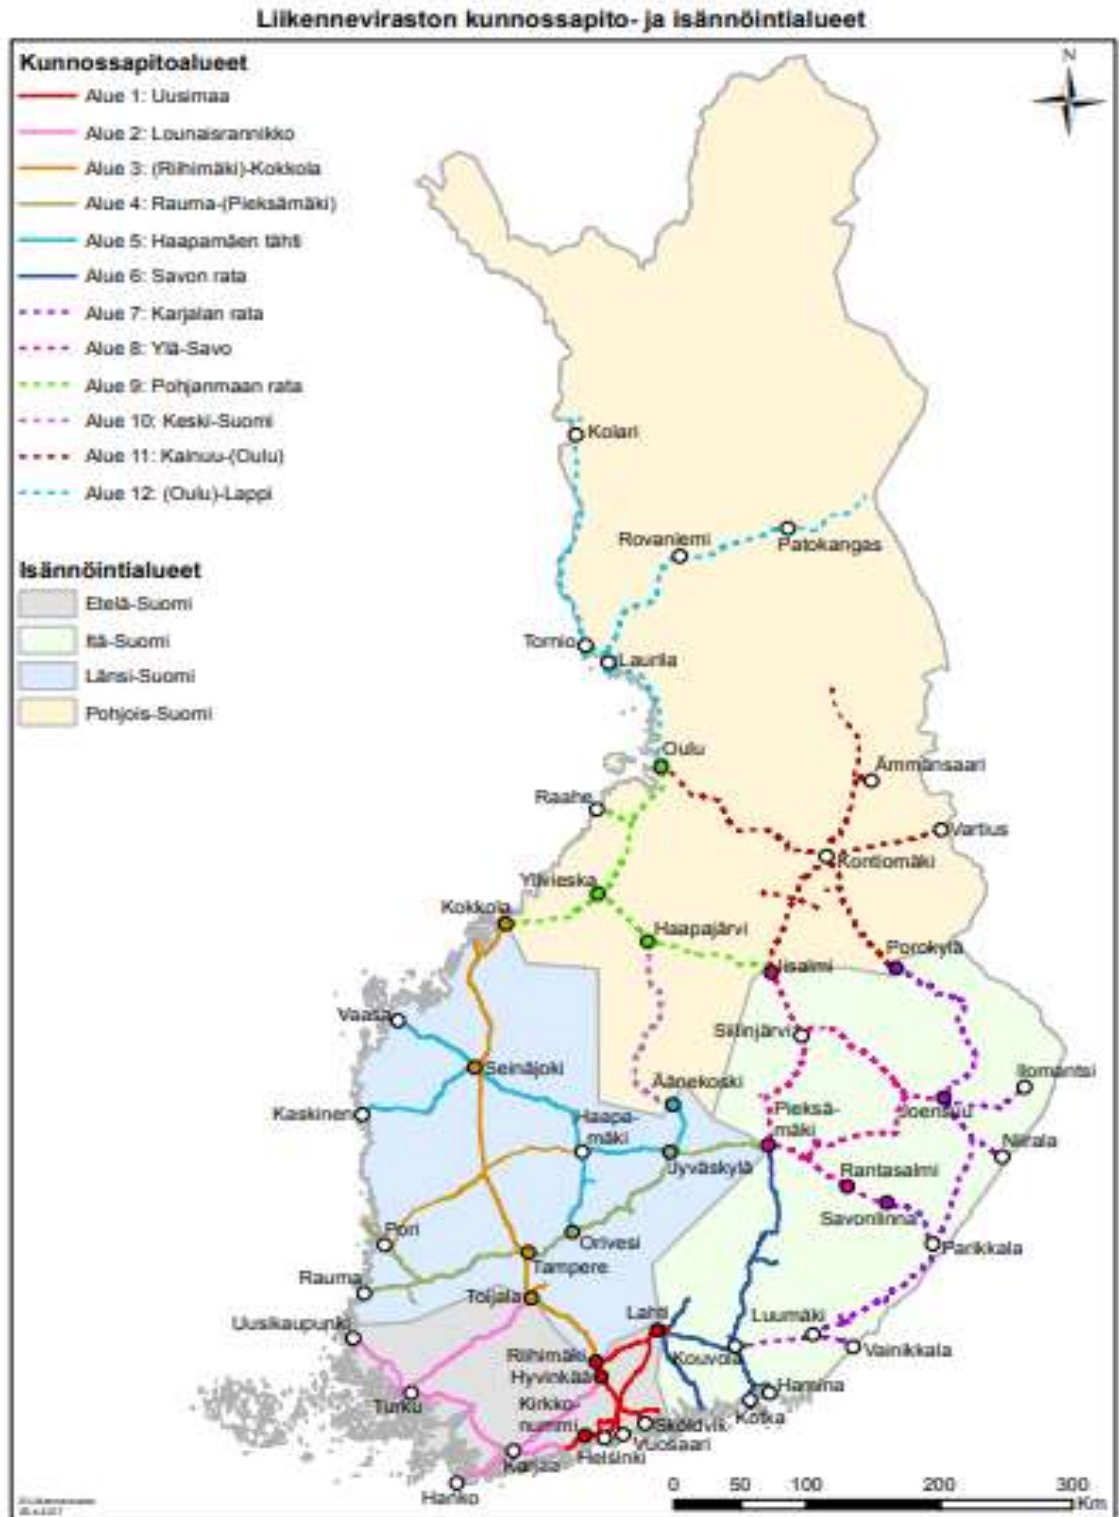 Liikenneviraston kunnossapito- ja isännöintialueet
N
Kunnossapitoalueet
Alue 1: Uusimaa
Alue 2: Lounaisrannikko
Alue 3: (Riihimäki)-Kokkola
Alue 4: Rauma-(Pieksämäki)
Alue 5: Haapamäen tähti
Alue 6: Savon rata
Alue 7: Karjalan rata
Alue 8: Ylä-Savo
Alue 9: Pohjanmaan rata
Alue 10: Keski-Suomi
Alue 11: Kainuu-(Oulu)
Alue 12: (Oulu)-Lappi
Isännöintialueet
Etelä-Suomi
Itä-Suomi
Länsi-Suomi
Pohjois-Suomi
Kolari
Rovaniemi
Patokangas
Tornio
Laurila
Oulu
Ämmänsaari
Raahe
Vartius
Kontiomäki
Ylivieska
Kokkola
Haapajärvi
Iisalmi
Porokylä
Vaasa
Siilinjärvi
Seinäjoki
Äänekoski
Ilomantsi
Kaskinen
Haapa-
mäki
Pieksä-
mäki
Joensuu
Jyväskylä
Niirala
Rantasalmi
Savonlinna
Pori
Orivesi
Parikkala
Tampere
Rauma
Toijala
Uusikaupunki
Lahti
Luumäki
Riihimäki
Kouvola
Vainikkala
Hyvinkää
Turku
Kirkko-
nummi
Hamina
Kotka
Sköldvik
Vuosaari
Helsinki
Karjaa
Hanko
0 50 100 200 300
Km